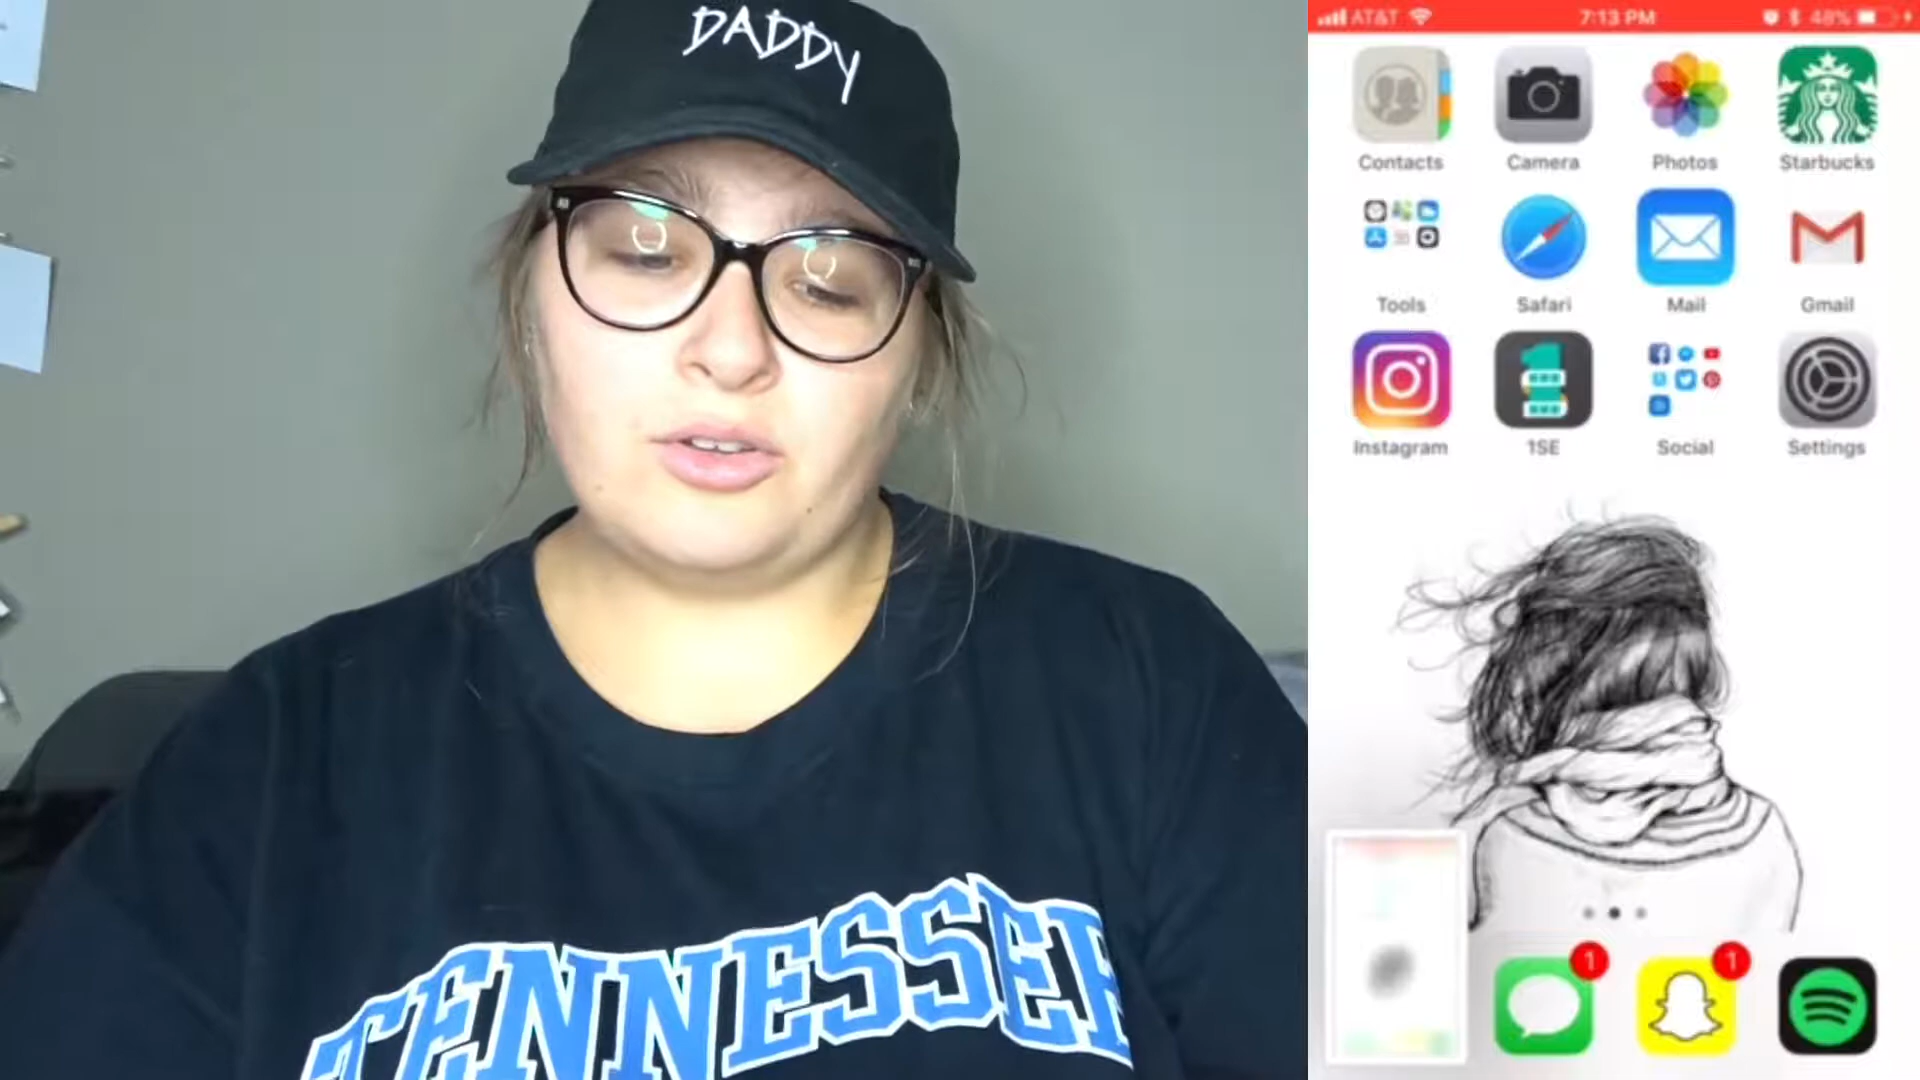 DADDY
TENNESSEE
AT&T 7:13 PM 48%
Contacts Camera Photos Starbucks
Tools Safari Mail Gmail
Instagram 1SE Social Settings
1 1